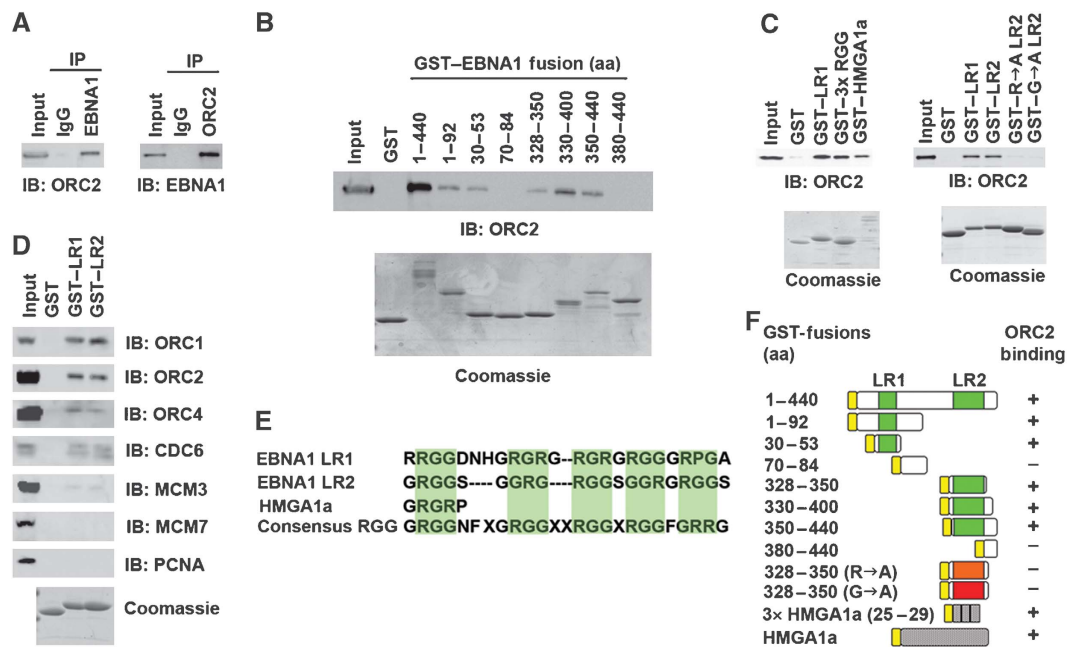 A
IP
Input
IgG
EBNA1
IB: ORC2
IP
Input
IgG
ORC2
IB: EBNA1
B
GST–EBNA1 fusion (aa)
Input
GST
1–440
1–92
30–53
70–84
328–350
330–400
350–440
380–440
IB: ORC2
Coomassie
C
Input
GST
GST–LR1
GST–3x RGG
GST–HMGA1a
IB: ORC2
Coomassie
Input
GST
GST–LR1
GST–LR2
GST–R→A LR2
GST–G→A LR2
IB: ORC2
Coomassie
D
Input
GST
GST–LR1
GST–LR2
IB: ORC1
IB: ORC2
IB: ORC4
IB: CDC6
IB: MCM3
IB: MCM7
IB: PCNA
Coomassie
E
EBNA1 LR1 RRGGDNHGRGRG--RGRGRGGGRPGA
EBNA1 LR2 GRGGS----GGRG----RGGSGGRGRGGS
HMGA1a GRGRP
Consensus RGG GRGGNFXGRGGXXRGGXRGGFGRRG
F
GST-fusions (aa) ORC2 binding
LR1 LR2
1–440 +
1–92 +
30–53 +
70–84 –
328–350 +
330–400 +
350–440 +
380–440 –
328–350 (R→A) –
328–350 (G→A) –
3× HMGA1a (25–29) +
HMGA1a +